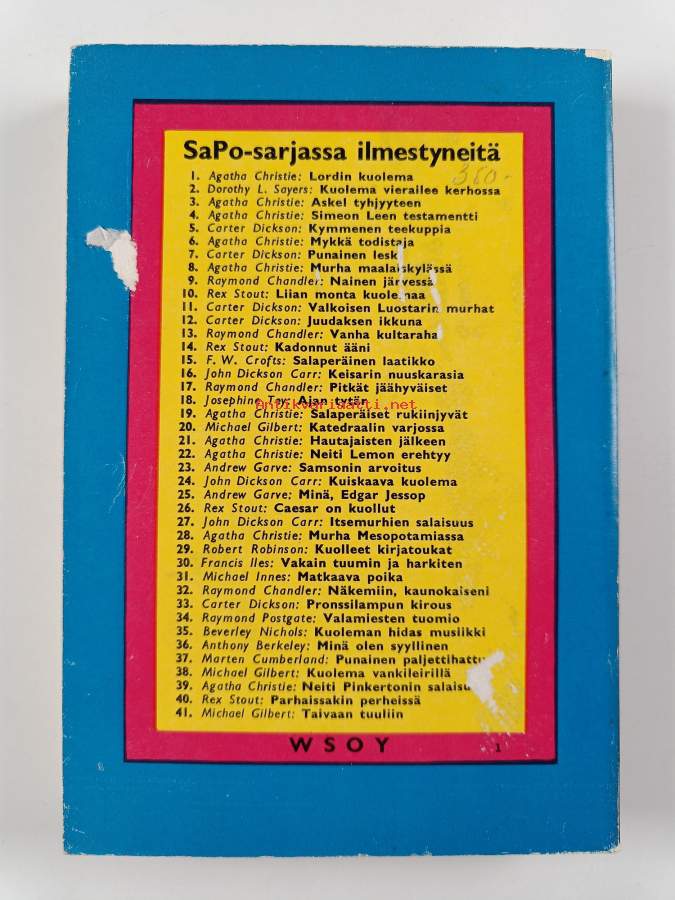 SaPo-sarjassa ilmestyneitä
380.-
1. Agatha Christie: Lordin kuolema
2. Dorothy L. Sayers: Kuolema vierailee kerhossa
3. Agatha Christie: Askel tyhjyyteen
4. Agatha Christie: Simeon Leen testamentti
5. Carter Dickson: Kymmenen teekuppia
6. Agatha Christie: Mykkä todistaja
7. Carter Dickson: Punainen leski
8. Agatha Christie: Murha maalaiskylässä
9. Raymond Chandler: Nainen järvessä
10. Rex Stout: Liian monta kuolemaa
11. Carter Dickson: Valkoisen Luostarin murhat
12. Carter Dickson: Juudaksen ikkuna
13. Raymond Chandler: Vanha kultaraha
14. Rex Stout: Kadonnut ääni
15. F. W. Crofts: Salaperäinen laatikko
16. John Dickson Carr: Keisarin nuuskarasia
17. Raymond Chandler: Pitkät jäähyväiset
18. Josephine Tey: Ajan tytär
Antikvariaatti.net
19. Agatha Christie: Salaperäiset rukiinjyvät
20. Michael Gilbert: Katedraalin varjossa
21. Agatha Christie: Hautajaisten jälkeen
22. Agatha Christie: Neiti Lemon erehtyy
23. Andrew Garve: Samsonin arvoitus
24. John Dickson Carr: Kuiskaava kuolema
25. Andrew Garve: Minä, Edgar Jessop
26. Rex Stout: Caesar on kuollut
27. John Dickson Carr: Itsemurhien salaisuus
28. Agatha Christie: Murha Mesopotamiassa
29. Robert Robinson: Kuolleet kirjatoukat
30. Francis Iles: Vakain tuumin ja harkiten
31. Michael Innes: Matkaava poika
32. Raymond Chandler: Näkemiin, kaunokaiseni
33. Carter Dickson: Pronssilampun kirous
34. Raymond Postgate: Valamiesten tuomio
35. Beverley Nichols: Kuoleman hidas musiikki
36. Anthony Berkeley: Minä olen syyllinen
37. Marten Cumberland: Punainen paljettihattu
38. Michael Gilbert: Kuolema vankileirillä
39. Agatha Christie: Neiti Pinkertonin salaisu
40. Rex Stout: Parhaissakin perheissä
41. Michael Gilbert: Taivaan tuuliin
WSOY
1